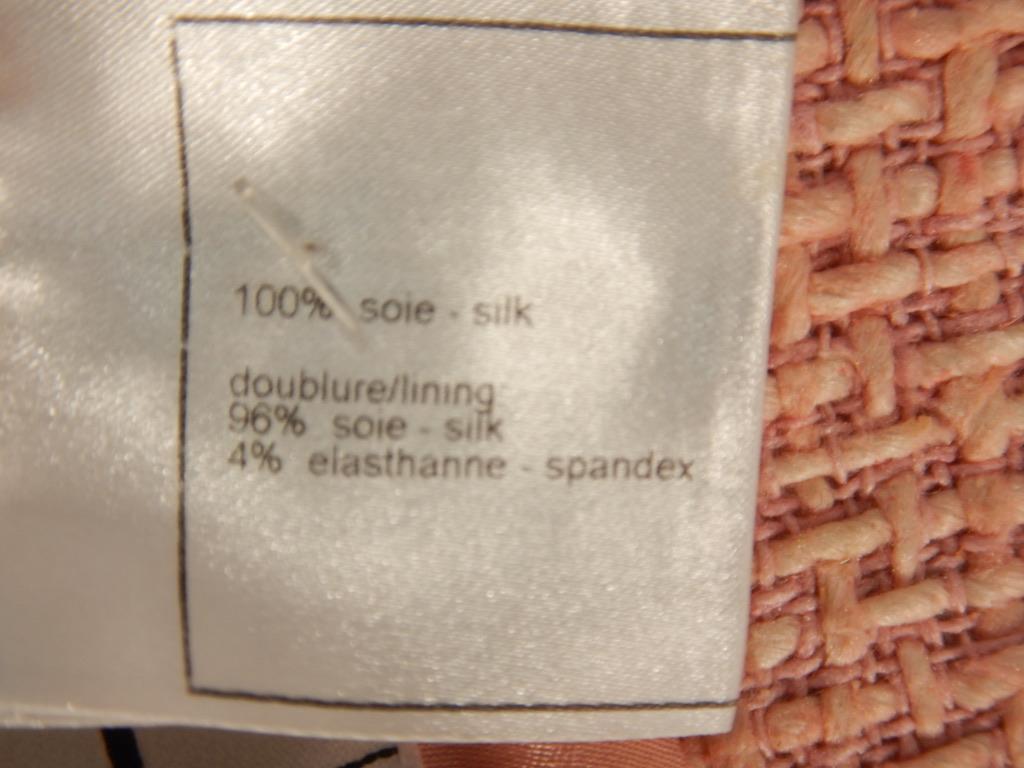 100% soie - silk
doublure/lining
96% soie - silk
4% elasthanne - spandex